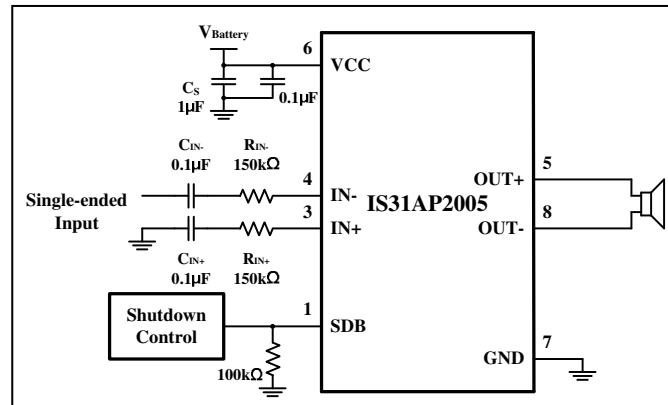 VBattery
6
VCC
CS
1μF
0.1μF
CIN-
0.1μF
RIN-
150kΩ
4
IN-
Single-ended
Input
3
IN+
CIN+
0.1μF
RIN+
150kΩ
IS31AP2005
5
OUT+
8
OUT-
Shutdown
Control
1
SDB
100kΩ
7
GND